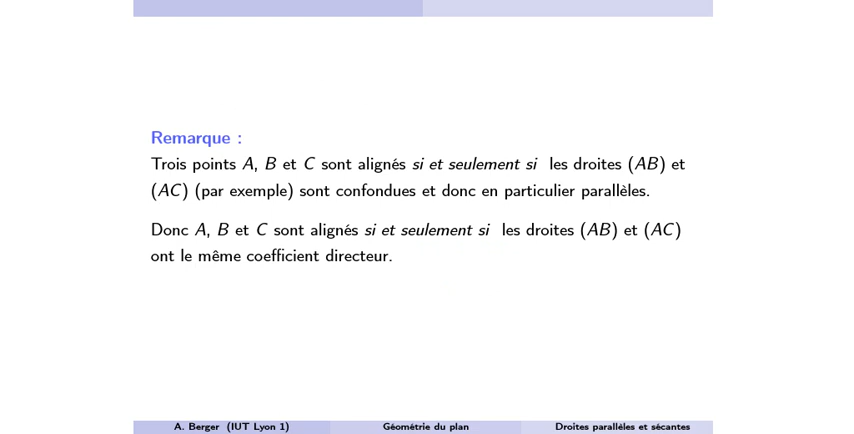 Remarque :
Trois points A, B et C sont alignés si et seulement si les droites (AB) et
(AC) (par exemple) sont confondues et donc en particulier parallèles.
Donc A, B et C sont alignés si et seulement si les droites (AB) et (AC)
ont le même coefficient directeur.
A. Berger (IUT Lyon 1) Géométrie du plan Droites parallèles et sécantes